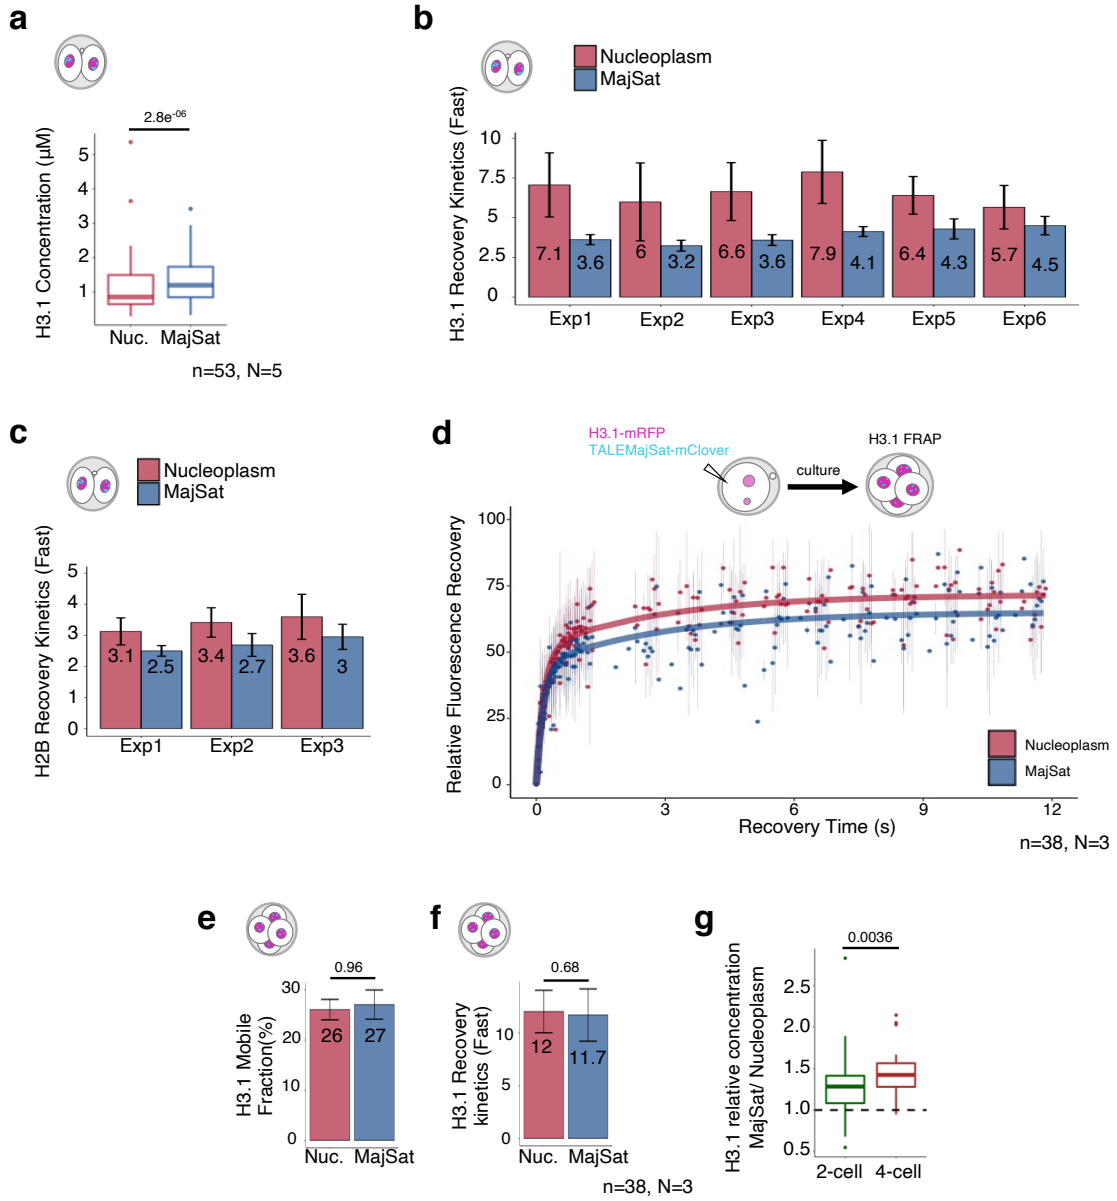 a
2.8e-06
H3.1 Concentration (µM)
5
4
3
2
1
Nuc. MajSat
n=53, N=5
b
Nucleoplasm
MajSat
H3.1 Recovery Kinetics (Fast)
10
7.5
5
2.5
0
7.1 3.6 6 3.2 6.6 3.6 7.9 4.1 6.4 4.3 5.7 4.5
Exp1 Exp2 Exp3 Exp4 Exp5 Exp6
c
Nucleoplasm
MajSat
H2B Recovery Kinetics (Fast)
5
4
3
2
1
0
3.1 2.5 3.4 2.7 3.6 3
Exp1 Exp2 Exp3
d
H3.1-mRFP
TALEMajSat-mClover
culture
H3.1 FRAP
Relative Fluorescence Recovery
100
75
50
25
0
Nucleoplasm
MajSat
0 3 6 9 12
Recovery Time (s)
n=38, N=3
e
0.96
H3.1 Mobile
Fraction(%)
30
20
10
0
26 27
Nuc. MajSat
f
0.68
H3.1 Recovery
kinetics (Fast)
10
5
0
12 11.7
Nuc. MajSat
n=38, N=3
g
0.0036
H3.1 relative concentration
MajSat/ Nucleoplasm
2.5
2.0
1.5
1.0
0.5
2-cell 4-cell